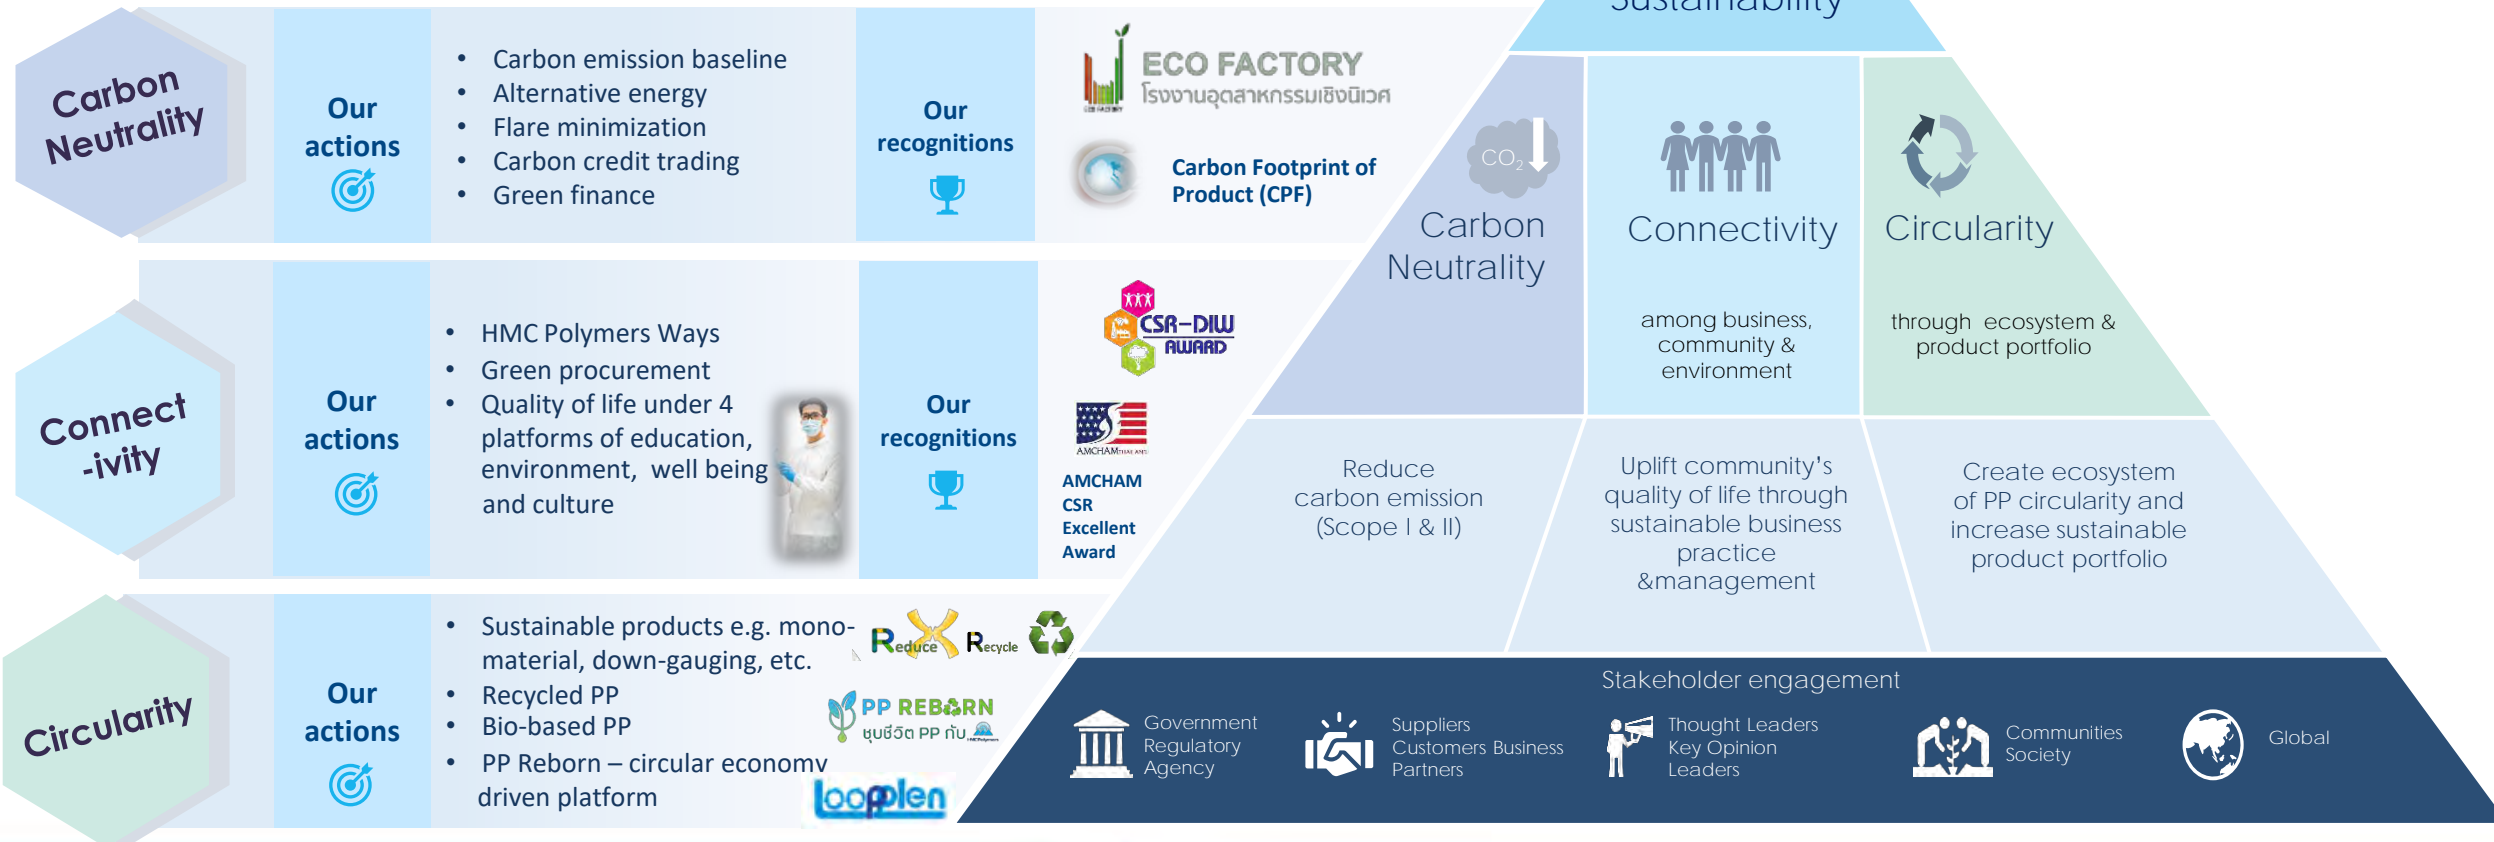 Carbon
Neutrality
Our
actions
• Carbon emission baseline
• Alternative energy
• Flare minimization
• Carbon credit trading
• Green finance
Our
recognitions
ECO FACTORY
โรงงานอุตสาหกรรมเชิงนิเวศ
ECO FACTORY
Carbon Footprint of
Product (CPF)
Connect
-ivity
Our
actions
• HMC Polymers Ways
• Green procurement
• Quality of life under 4
platforms of education,
environment, well being
and culture
Our
recognitions
CSR-DIW
AWARD
AMCHAM THAILAND
AMCHAM
CSR
Excellent
Award
Circularity
Our
actions
• Sustainable products e.g. mono-
material, down-gauging, etc.
• Recycled PP
• Bio-based PP
• PP Reborn – circular economy
driven platform
Reduce X Recycle
PP REBORN
ชุบชีวิต PP กับ HMC Polymers
Loopplen
Sustainability
CO2
Carbon
Neutrality
Connectivity
among business,
community &
environment
Circularity
through ecosystem &
product portfolio
Reduce
carbon emission
(Scope I & II)
Uplift community's
quality of life through
sustainable business
practice
&management
Create ecosystem
of PP circularity and
increase sustainable
product portfolio
Stakeholder engagement
Government
Regulatory
Agency
Suppliers
Customers Business
Partners
Thought Leaders
Key Opinion
Leaders
Communities
Society
Global